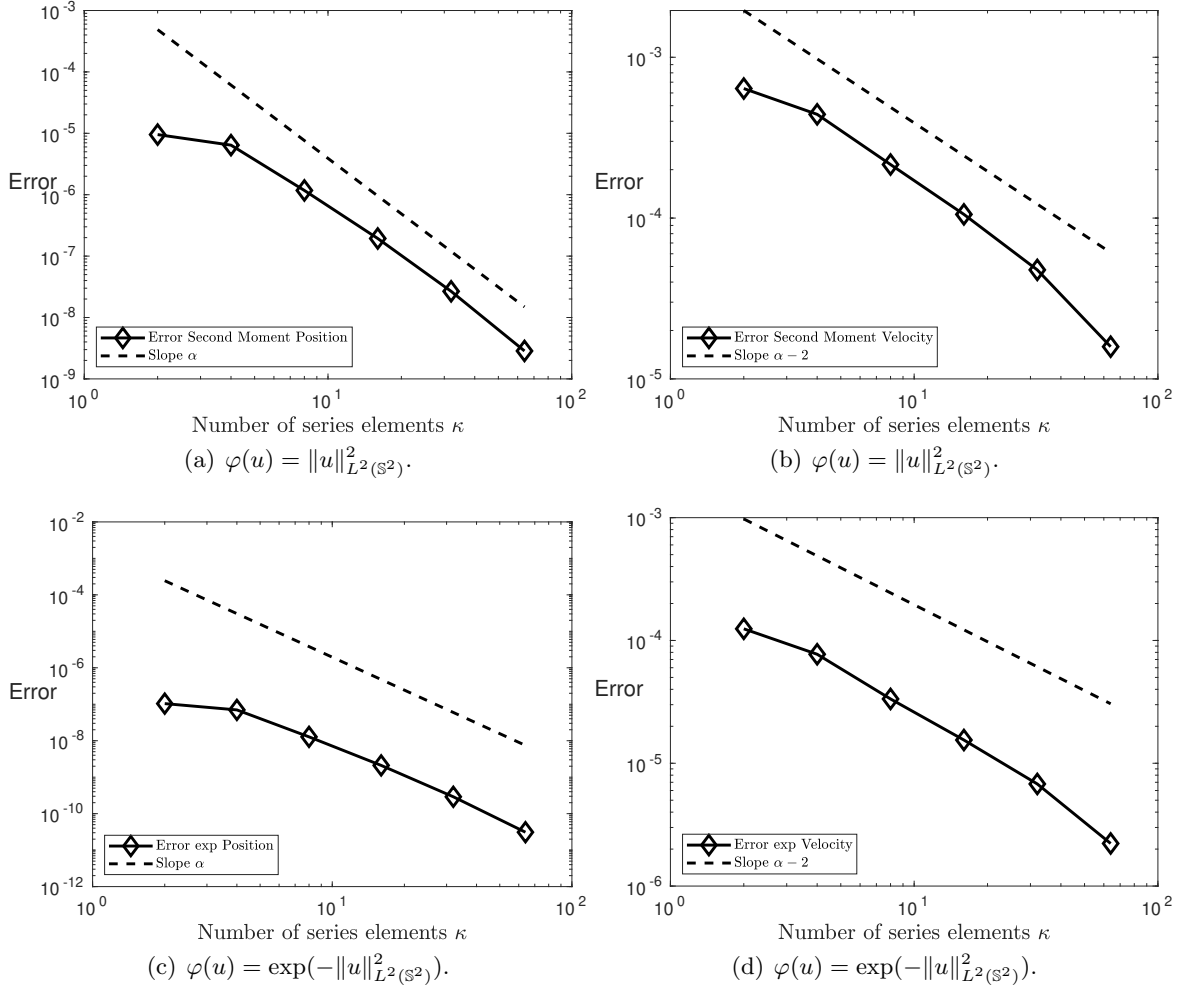 10^-3
10^-4
10^-5
Error
10^-6
10^-7
10^-8
Error Second Moment Position
Slope α
10^-9
10^0
10^1
10^2
Number of series elements κ
(a) φ(u) = ‖u‖²_{L²(𝕊²)}.
10^-3
Error
10^-4
Error Second Moment Velocity
Slope α − 2
10^-5
10^0
10^1
10^2
Number of series elements κ
(b) φ(u) = ‖u‖²_{L²(𝕊²)}.
10^-2
10^-4
10^-6
Error
10^-8
10^-10
Error exp Position
Slope α
10^-12
10^0
10^1
10^2
Number of series elements κ
(c) φ(u) = exp(−‖u‖²_{L²(𝕊²)}).
10^-3
10^-4
Error
10^-5
Error exp Velocity
Slope α − 2
10^-6
10^0
10^1
10^2
Number of series elements κ
(d) φ(u) = exp(−‖u‖²_{L²(𝕊²)}).